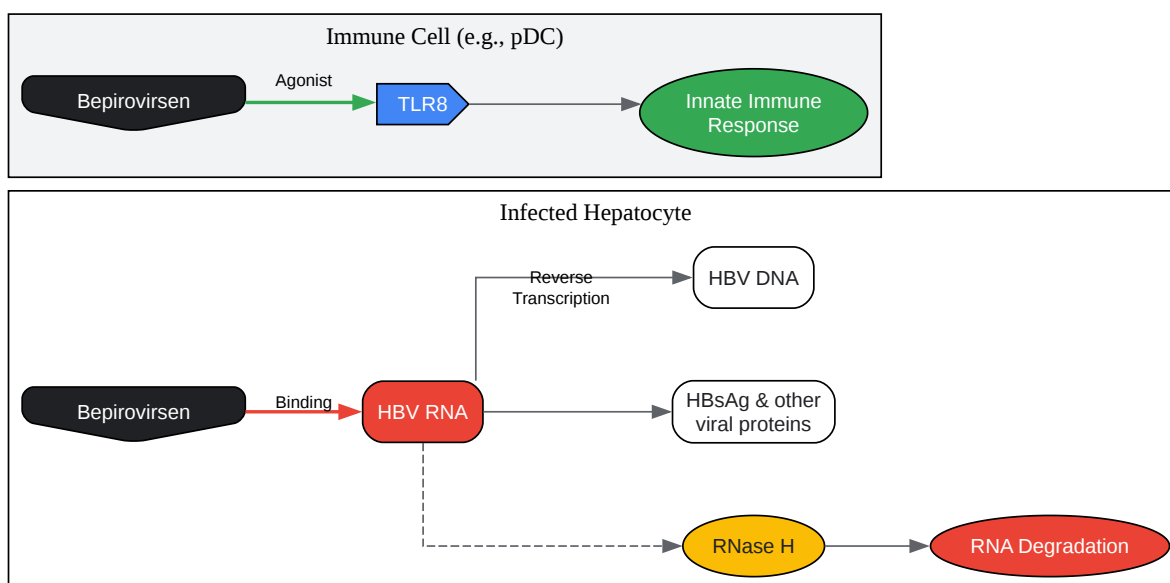 Immune Cell (e.g., pDC)
Bepirovirsen
Agonist
TLR8
Innate Immune
Response
Infected Hepatocyte
Reverse
Transcription
HBV DNA
Bepirovirsen
Binding
HBV RNA
HBsAg & other
viral proteins
RNase H
RNA Degradation